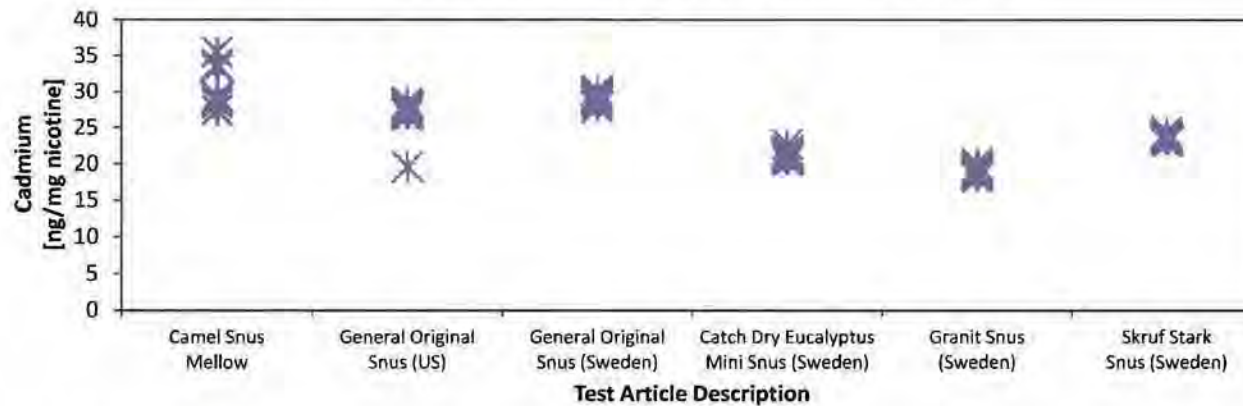 40
35
30
25
20
15
10
5
0
Cadmium
[ng/mg nicotine]
Camel Snus
Mellow
General Original
Snus (US)
General Original
Snus (Sweden)
Catch Dry Eucalyptus
Mini Snus (Sweden)
Granit Snus
(Sweden)
Skruf Stark
Snus (Sweden)
Test Article Description